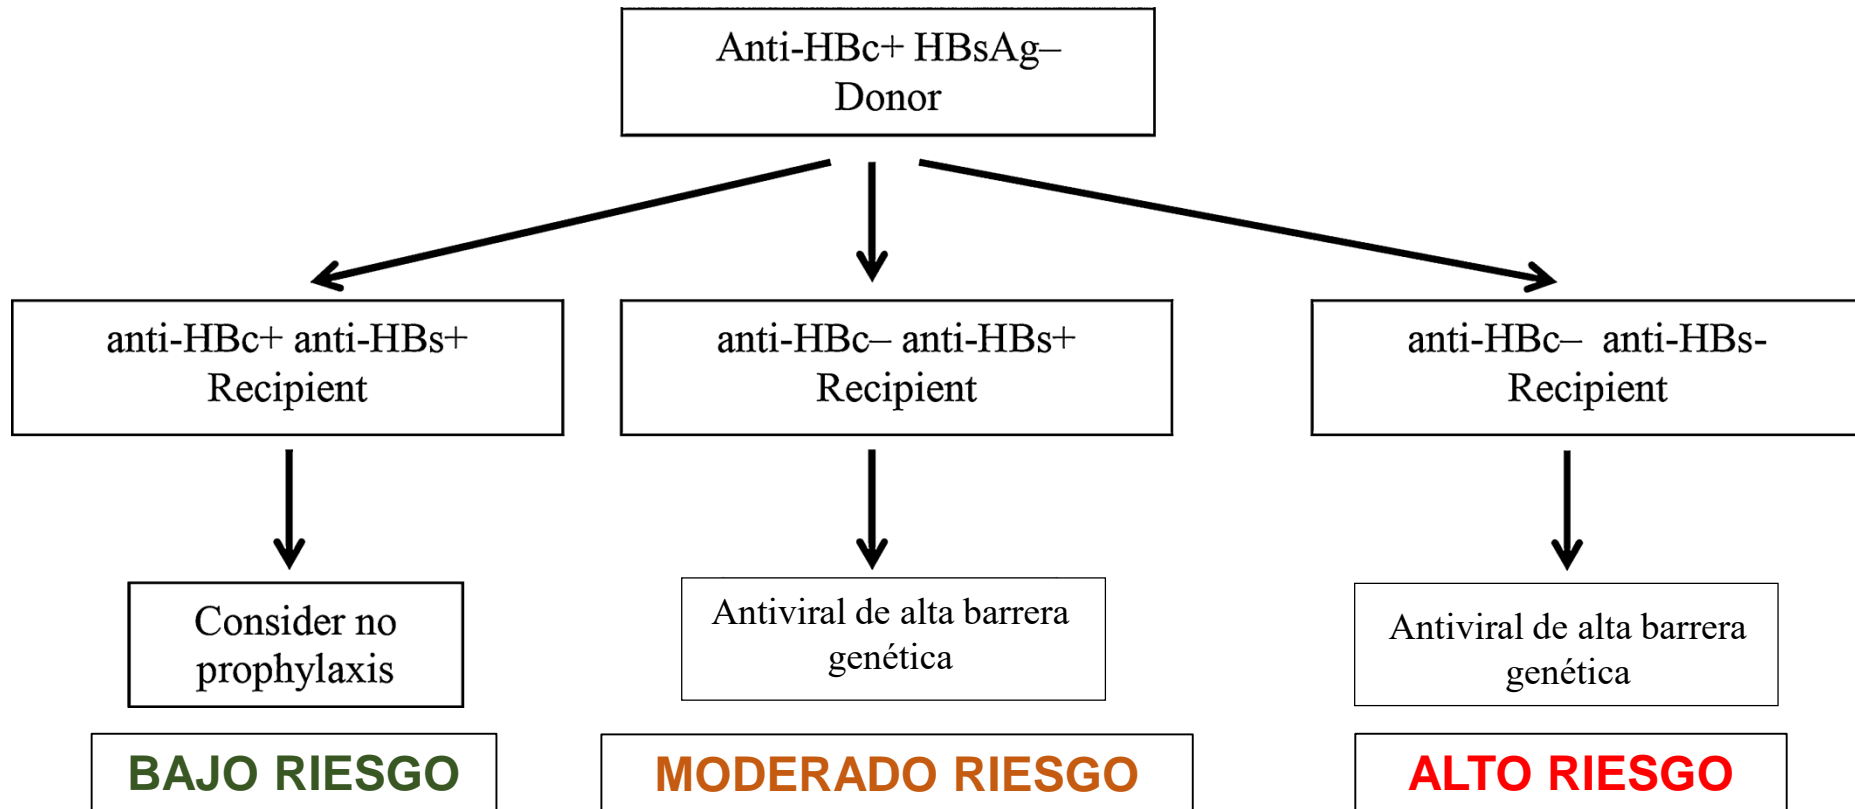 Anti-HBc+ HBsAg–
Donor
anti-HBc+ anti-HBs+
Recipient
anti-HBc– anti-HBs+
Recipient
anti-HBc– anti-HBs-
Recipient
Consider no
prophylaxis
Antiviral de alta barrera
genética
Antiviral de alta barrera
genética
BAJO RIESGO
MODERADO RIESGO
ALTO RIESGO